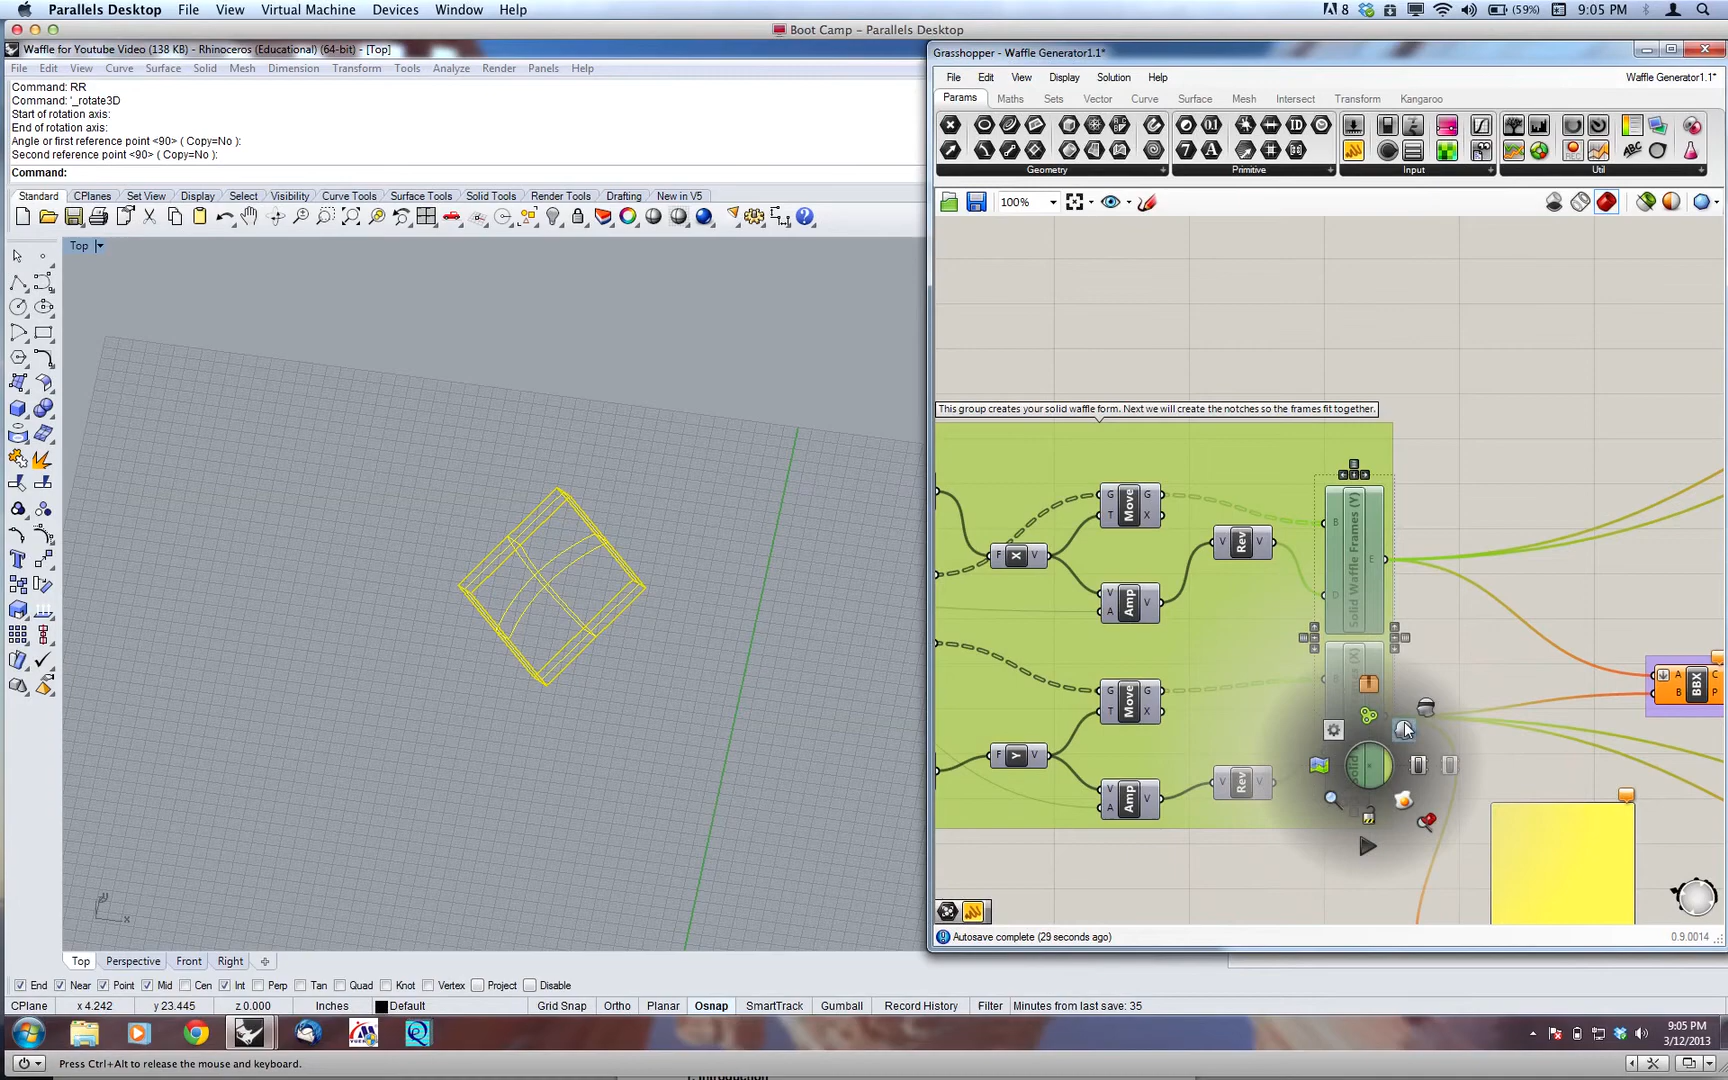 Parallels Desktop File View Virtual Machine Devices Window Help
8 (59%) 9:05 PM
Boot Camp – Parallels Desktop
Waffle for Youtube Video (138 KB) - Rhinoceros (Educational) (64-bit) - [Top]
File Edit View Curve Surface Solid Mesh Dimension Transform Tools Analyze Render Panels Help
Command: RR
Command: '_rotate3D
Start of rotation axis:
End of rotation axis:
Angle or first reference point <90> ( Copy=No ):
Second reference point <90> ( Copy=No ):
Command:
Standard CPlanes Set View Display Select Visibility Curve Tools Surface Tools Solid Tools Render Tools Drafting New in V5
Top
y
x
Grasshopper - Waffle Generator1.1*
File Edit View Display Solution Help
Waffle Generator1.1*
Params Maths Sets Vector Curve Surface Mesh Intersect Transform Kangaroo
Geometry Primitive Input Util
100%
This group creates your solid waffle form. Next we will create the notches so the frames fit together.
G Move G
T X
F X V
V Rev V
V Amp V
A
B Solid Waffle Frames (Y) E
D
G Move G
T X
F Y V
V Rev V
V Amp V
A
A BBX C
B P
Autosave complete (29 seconds ago)
0.9.0014
Top Perspective Front Right
End Near Point Mid Cen Int Perp Tan Quad Knot Vertex Project Disable
CPlane x 4.242 y 23.445 z 0.000 Inches Default Grid Snap Ortho Planar Osnap SmartTrack Gumball Record History Filter Minutes from last save: 35
9:05 PM
3/12/2013
Press Ctrl+Alt to release the mouse and keyboard.